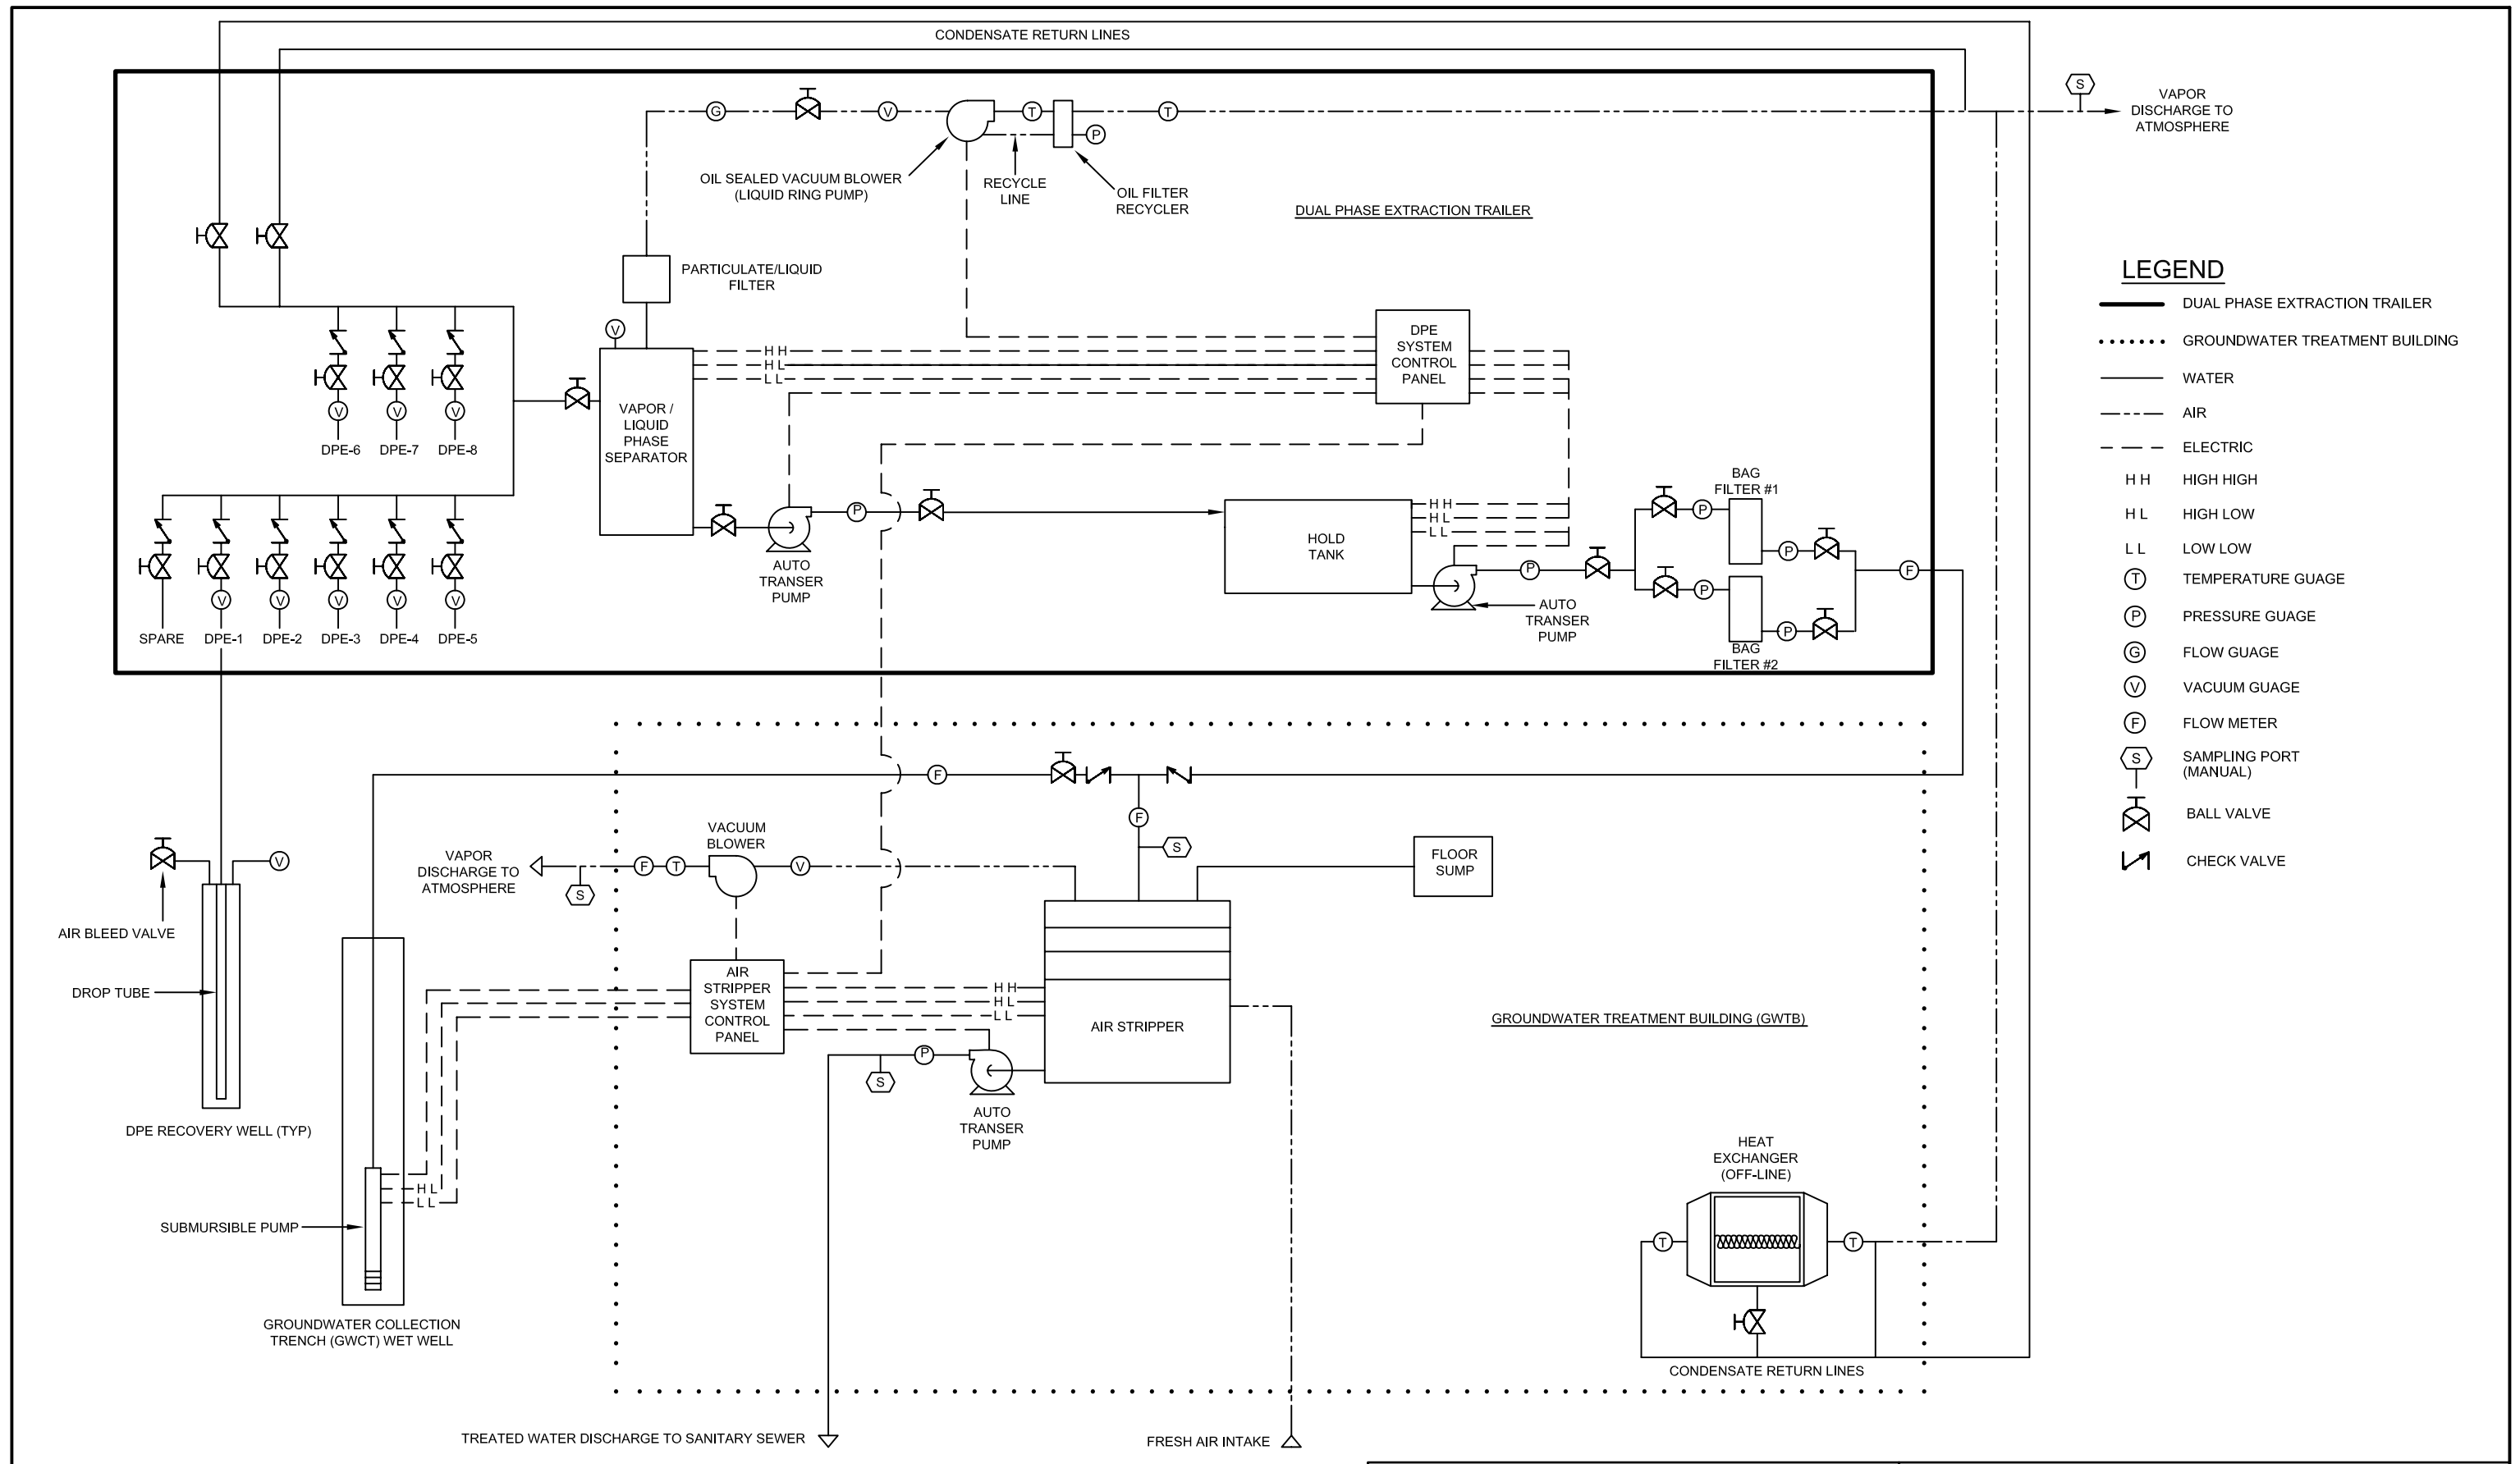 CONDENSATE RETURN LINES
S
VAPOR
DISCHARGE TO
ATMOSPHERE
G
V
T
T
P
OIL SEALED VACUUM BLOWER
(LIQUID RING PUMP)
RECYCLE
LINE
OIL FILTER
RECYCLER
DUAL PHASE EXTRACTION TRAILER
PARTICULATE/LIQUID
FILTER
V
H H
H L
L L
DPE
SYSTEM
CONTROL
PANEL
VAPOR /
LIQUID
PHASE
SEPARATOR
V
V
V
DPE-6
DPE-7
DPE-8
P
AUTO
TRANSER
PUMP
HOLD
TANK
H H
H L
L L
P
AUTO
TRANSER
PUMP
BAG
FILTER #1
P
P
P
P
BAG
FILTER #2
F
V
V
V
V
V
SPARE
DPE-1
DPE-2
DPE-3
DPE-4
DPE-5
LEGEND
DUAL PHASE EXTRACTION TRAILER
GROUNDWATER TREATMENT BUILDING
WATER
AIR
ELECTRIC
H H HIGH HIGH
H L HIGH LOW
L L LOW LOW
T TEMPERATURE GUAGE
P PRESSURE GUAGE
G FLOW GUAGE
V VACUUM GUAGE
F FLOW METER
S SAMPLING PORT
(MANUAL)
BALL VALVE
CHECK VALVE
F
F
S
VACUUM
BLOWER
VAPOR
DISCHARGE TO
ATMOSPHERE
S
F
T
V
FLOOR
SUMP
V
AIR BLEED VALVE
DROP TUBE
DPE RECOVERY WELL (TYP)
AIR
STRIPPER
SYSTEM
CONTROL
PANEL
H H
H L
L L
AIR STRIPPER
GROUNDWATER TREATMENT BUILDING (GWTB)
P
S
AUTO
TRANSER
PUMP
H L
L L
SUBMURSIBLE PUMP
GROUNDWATER COLLECTION
TRENCH (GWCT) WET WELL
HEAT
EXCHANGER
(OFF-LINE)
T
T
CONDENSATE RETURN LINES
TREATED WATER DISCHARGE TO SANITARY SEWER
FRESH AIR INTAKE